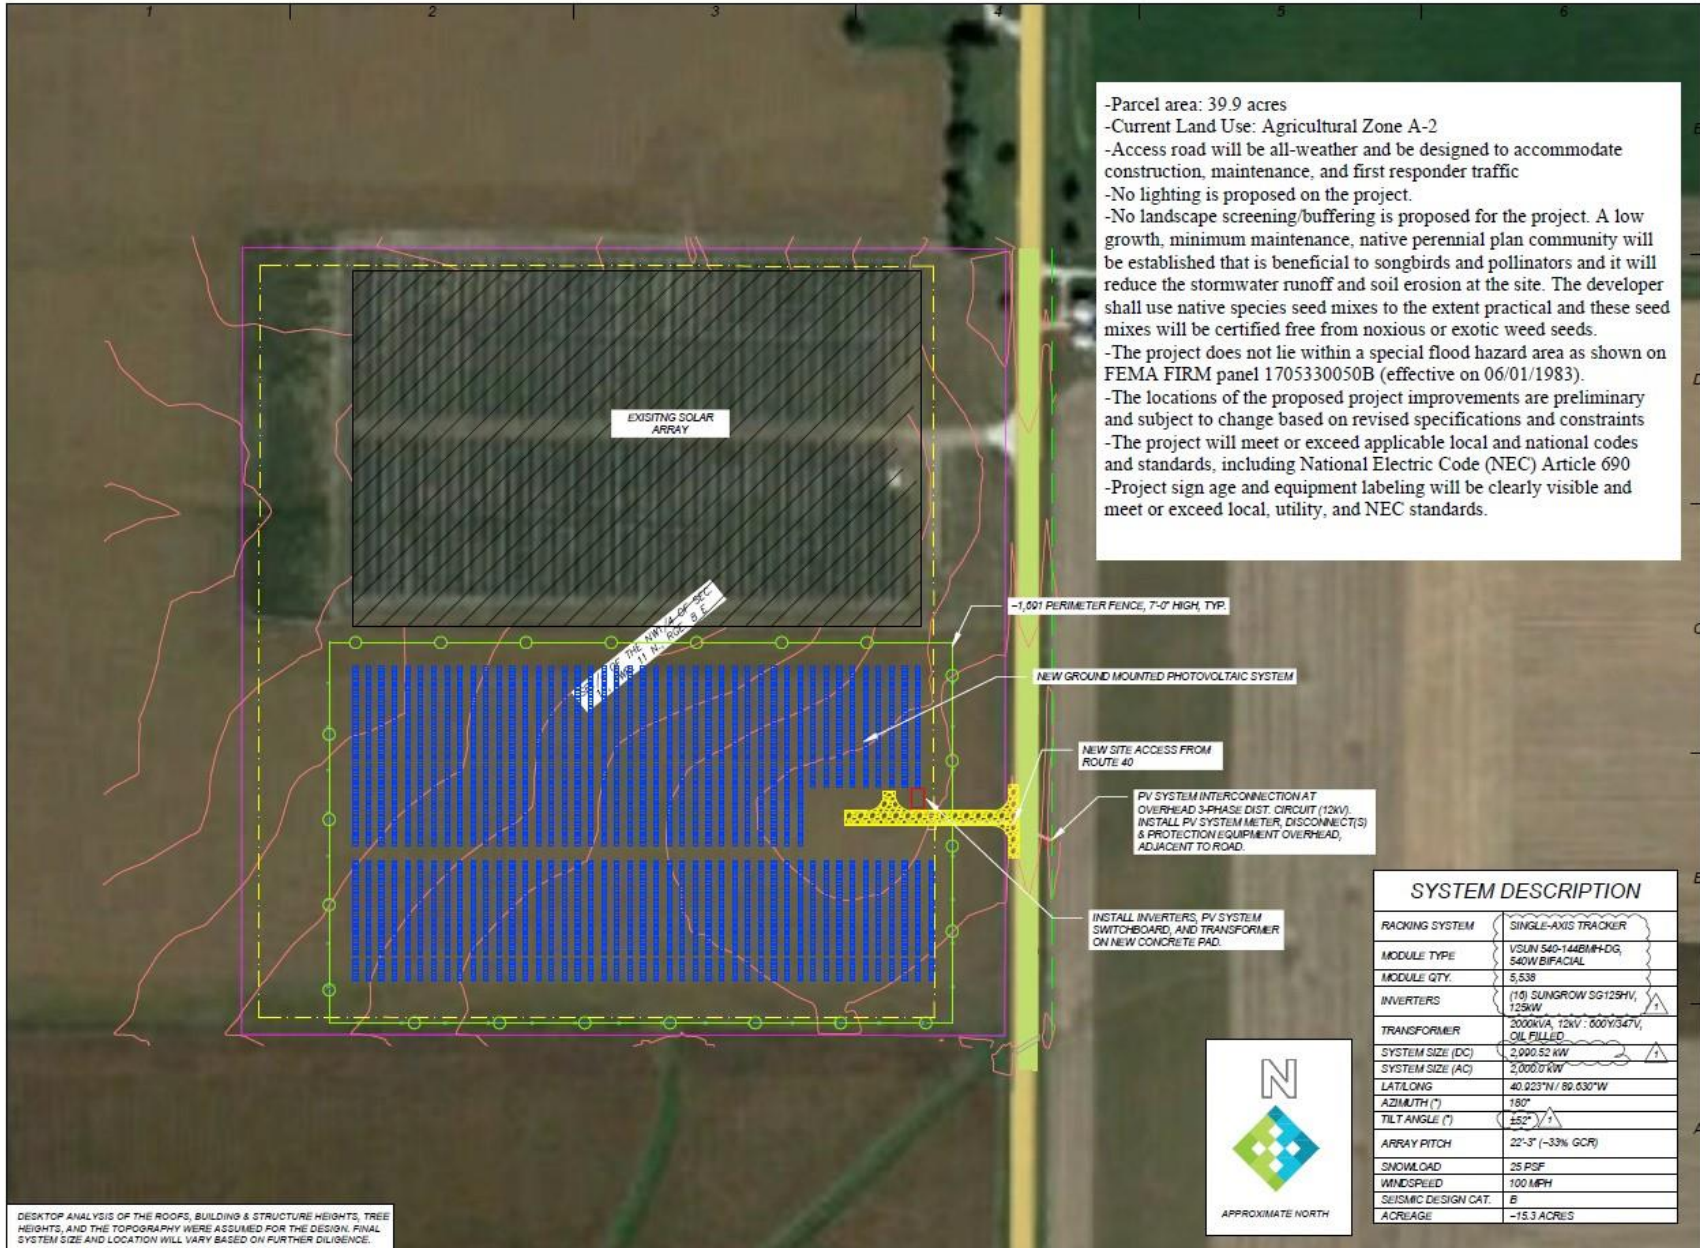 1 2 3 4 5 6
-Parcel area: 39.9 acres
-Current Land Use: Agricultural Zone A-2
-Access road will be all-weather and be designed to accommodate
construction, maintenance, and first responder traffic
-No lighting is proposed on the project.
-No landscape screening/buffering is proposed for the project. A low
growth, minimum maintenance, native perennial plan community will
be established that is beneficial to songbirds and pollinators and it will
reduce the stormwater runoff and soil erosion at the site. The developer
shall use native species seed mixes to the extent practical and these seed
mixes will be certified free from noxious or exotic weed seeds.
-The project does not lie within a special flood hazard area as shown on
FEMA FIRM panel 1705330050B (effective on 06/01/1983).
-The locations of the proposed project improvements are preliminary
and subject to change based on revised specifications and constraints
-The project will meet or exceed applicable local and national codes
and standards, including National Electric Code (NEC) Article 690
-Project sign age and equipment labeling will be clearly visible and
meet or exceed local, utility, and NEC standards.
EXISITNG SOLAR
ARRAY
OF THE NW1/4 OF SEC.
11 N., RGE. 8 E.
~1,691 PERIMETER FENCE, 7'-0" HIGH, TYP.
NEW GROUND MOUNTED PHOTOVOLTAIC SYSTEM
NEW SITE ACCESS FROM
ROUTE 40
PV SYSTEM INTERCONNECTION AT
OVERHEAD 3-PHASE DIST. CIRCUIT (12kV).
INSTALL PV SYSTEM METER, DISCONNECT(S)
& PROTECTION EQUIPMENT OVERHEAD,
ADJACENT TO ROAD.
INSTALL INVERTERS, PV SYSTEM
SWITCHBOARD, AND TRANSFORMER
ON NEW CONCRETE PAD.
SYSTEM DESCRIPTION
RACKING SYSTEM SINGLE-AXIS TRACKER
MODULE TYPE VSUN 540-144BMH-DG,
540W BIFACIAL
MODULE QTY. 5,538
INVERTERS (16) SUNGROW SG125HV,
125kW 1
TRANSFORMER 2000kVA, 12kV : 600Y/347V,
OIL FILLED
SYSTEM SIZE (DC) 2,990.52 kW 1
SYSTEM SIZE (AC) 2,000.0 kW
LAT/LONG 40.923°N / 89.630°W
AZIMUTH (°) 180°
TILT ANGLE (°) ±52° 1
ARRAY PITCH 22'-3" (~33% GCR)
SNOWLOAD 25 PSF
WINDSPEED 100 MPH
SEISMIC DESIGN CAT. B
ACREAGE ~15.3 ACRES
N
APPROXIMATE NORTH
DESKTOP ANALYSIS OF THE ROOFS, BUILDING & STRUCTURE HEIGHTS, TREE
HEIGHTS, AND THE TOPOGRAPHY WERE ASSUMED FOR THE DESIGN. FINAL
SYSTEM SIZE AND LOCATION WILL VARY BASED ON FURTHER DILIGENCE.